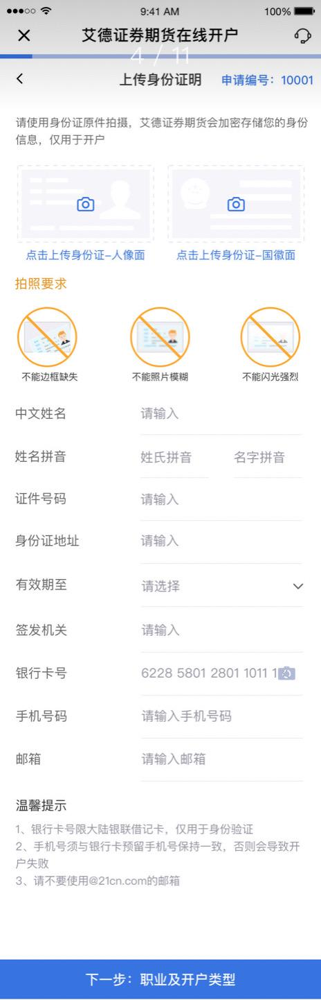 9:41 AM 100%
艾德证券期货在线开户
4 / 11
上传身份证明 申请编号：10001
请使用身份证原件拍摄，艾德证券期货会加密存储您的身份
信息，仅用于开户
点击上传身份证-人像面 点击上传身份证-国徽面
拍照要求
不能边框缺失 不能照片模糊 不能闪光强烈
中文姓名 请输入
姓名拼音 姓氏拼音 名字拼音
证件号码 请输入
身份证地址 请输入
有效期至 请选择
签发机关 请输入
银行卡号 6228 5801 2801 1011 1
手机号码 请输入手机号码
邮箱 请输入邮箱
温馨提示
1、银行卡号限大陆银联借记卡，仅用于身份验证
2、手机号须与银行卡预留手机号保持一致，否则会导致开
户失败
3、请不要使用@21cn.com的邮箱
下一步：职业及开户类型